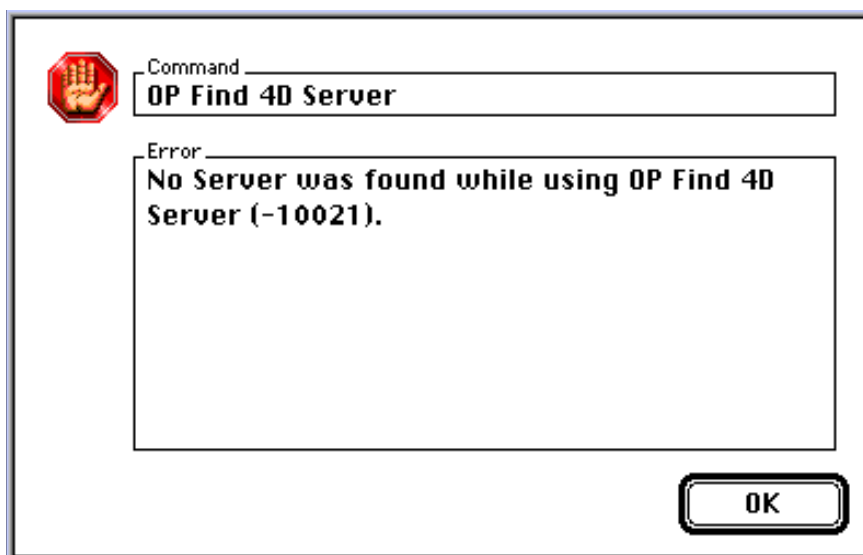 Command
OP Find 4D Server
Error
No Server was found while using OP Find 4D
Server (-10021).
OK